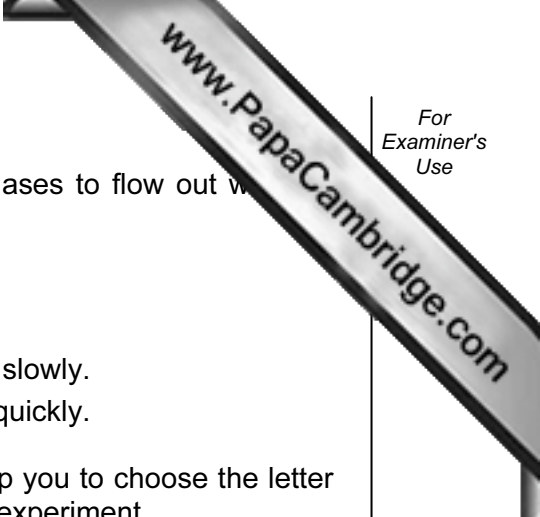 www.PapaCambridge.com
For
Examiner's
Use
ases to flow out
slowly.
quickly.
p you to choose the letter
experiment